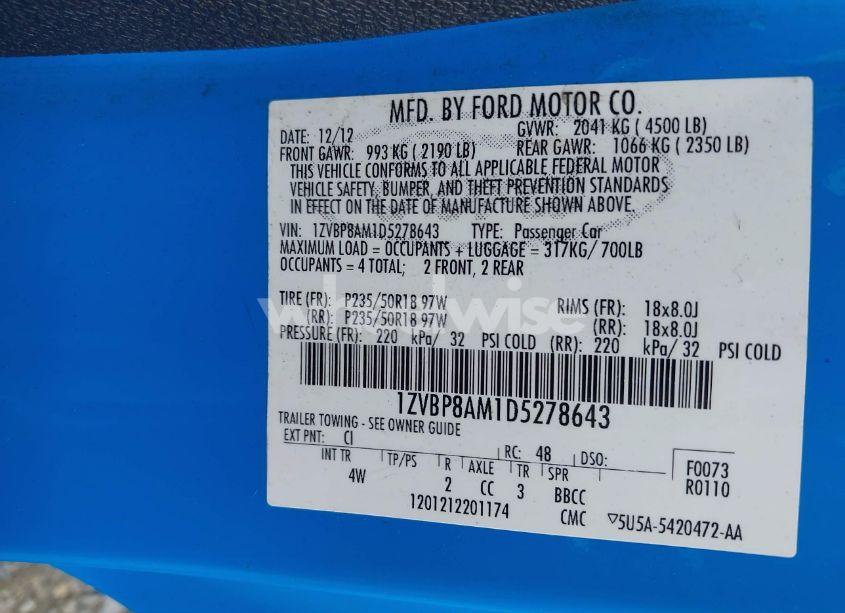 MFD. BY FORD MOTOR CO.
DATE: 12/12 GVWR: 2041 KG ( 4500 LB)
FRONT GAWR: 993 KG ( 2190 LB) REAR GAWR: 1066 KG ( 2350 LB)
THIS VEHICLE CONFORMS TO ALL APPLICABLE FEDERAL MOTOR
VEHICLE SAFETY, BUMPER, AND THEFT PREVENTION STANDARDS
IN EFFECT ON THE DATE OF MANUFACTURE SHOWN ABOVE.
VIN: 1ZVBP8AM1D5278643 TYPE: Passenger Car
MAXIMUM LOAD = OCCUPANTS + LUGGAGE = 317KG/ 700LB
OCCUPANTS = 4 TOTAL; 2 FRONT, 2 REAR
TIRE (FR): P235/50R18 97W RIMS (FR): 18x8.0J
(RR): P235/50R18 97W (RR): 18x8.0J
PRESSURE (FR): 220 kPa/ 32 PSI COLD (RR): 220 kPa/ 32 PSI COLD
1ZVBP8AM1D5278643
TRAILER TOWING - SEE OWNER GUIDE
EXT PNT: CI RC: 48 DSO: F0073
INT TR TP/PS R AXLE TR SPR R0110
4W 2 CC 3 BBCC
1201212201174 CMC ▽5U5A-5420472-AA